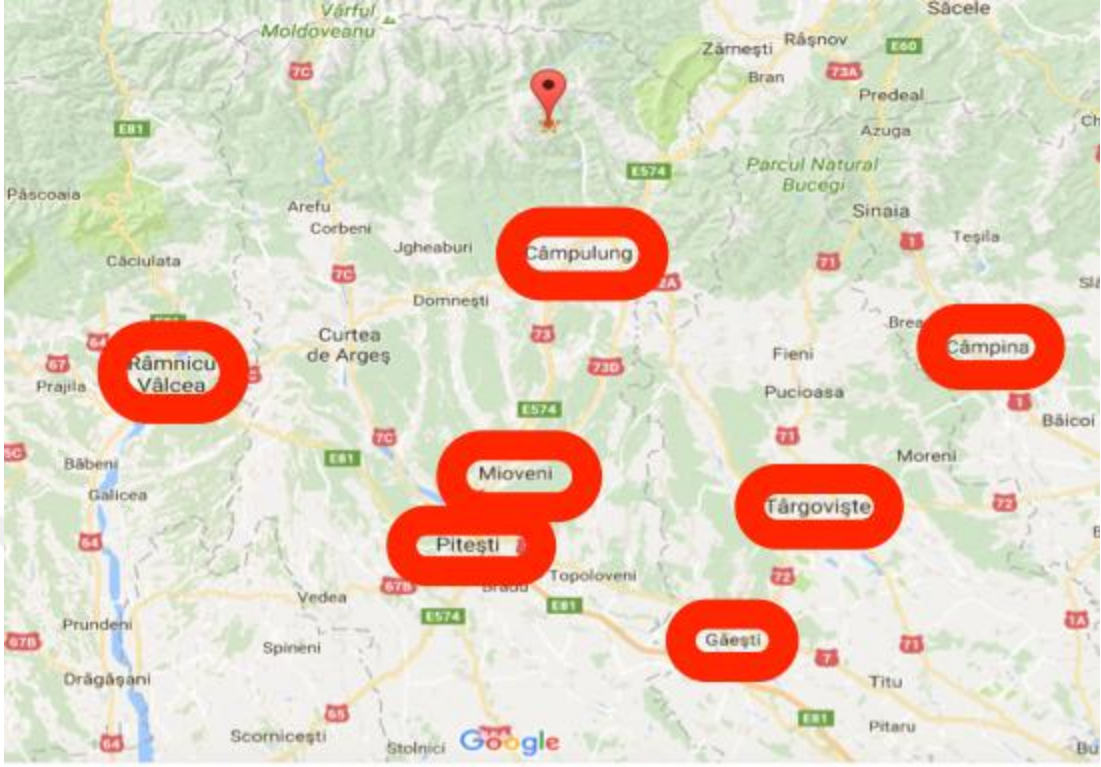 Vârful
Moldoveanu
Săcele
Zărnești
Râșnov
E60
7C
Bran
73A
Predeal
E81
Azuga
E574
Parcul Natural
Bucegi
Păscoaia
Arefu
Corbeni
Sinaia
Jgheaburi
Câmpulung
1
Teșila
Căciulata
71
7C
Domnești
Curtea
de Argeș
73
64
67
Râmnicu
Vâlcea
Prajila
73D
Fieni
Câmpina
Pucioasa
1
Băicoi
E574
7C
71
E81
Moreni
Băbeni
Galicea
Mioveni
Târgoviște
72
64
Pitești
67B
Bradu
Topoloveni
72
Vedea
E574
E81
Prundeni
67B
Spineni
Găești
7
71
1A
Drăgășani
Titu
65
E81
Pitaru
64
Scornicești
Stolnici
Google